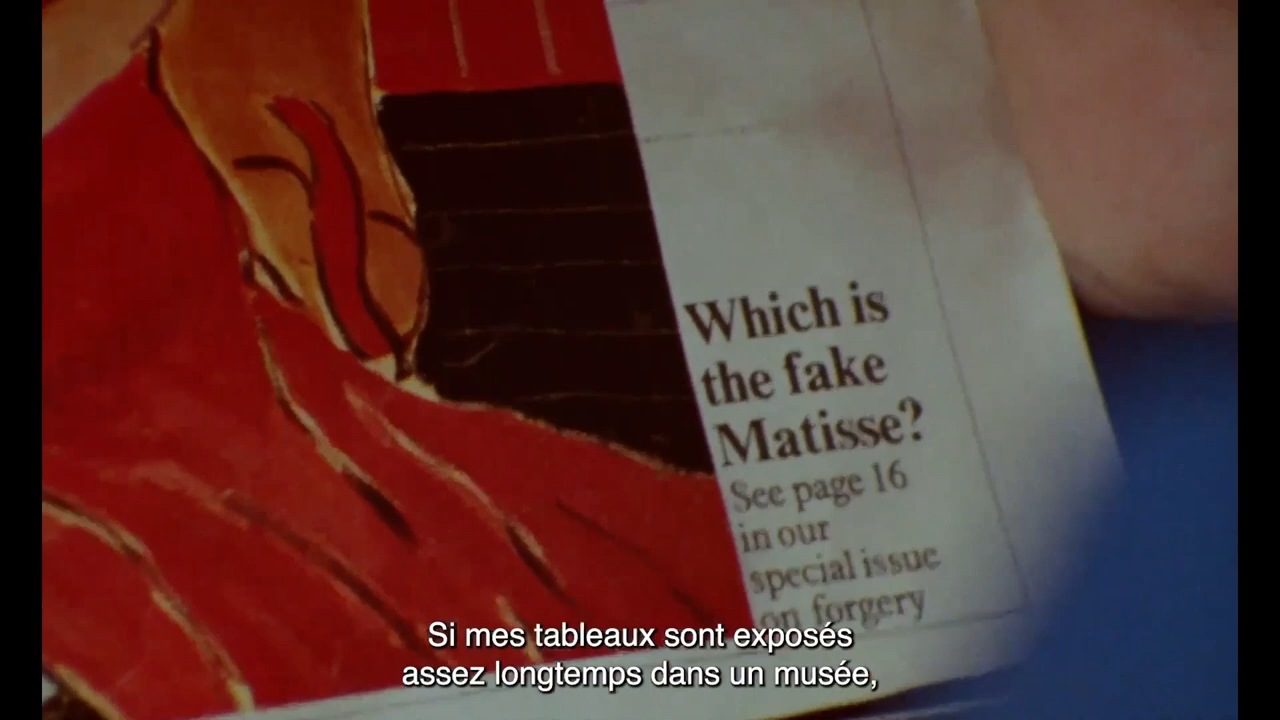 Which is
the fake
Matisse?
See page 16
in our
special issue
on forgery
Si mes tableaux sont exposés
assez longtemps dans un musée,